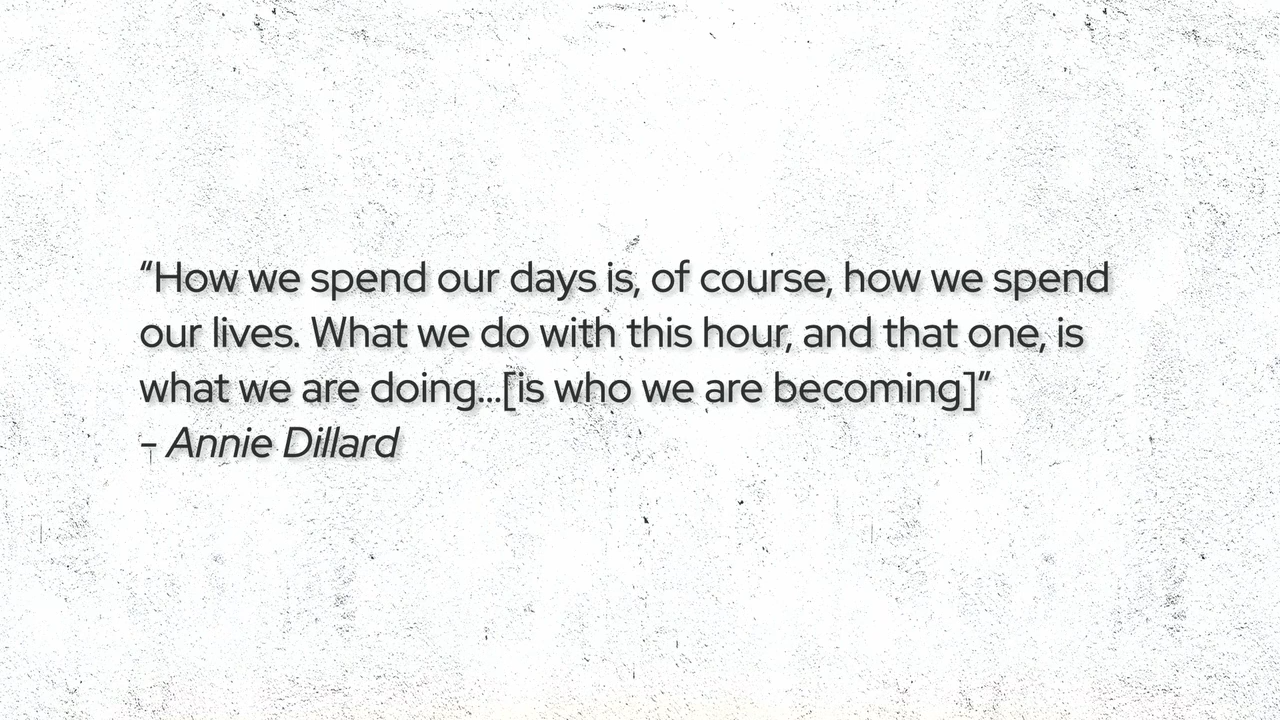 “How we spend our days is, of course, how we spend
our lives. What we do with this hour, and that one, is
what we are doing...[is who we are becoming]”
– Annie Dillard